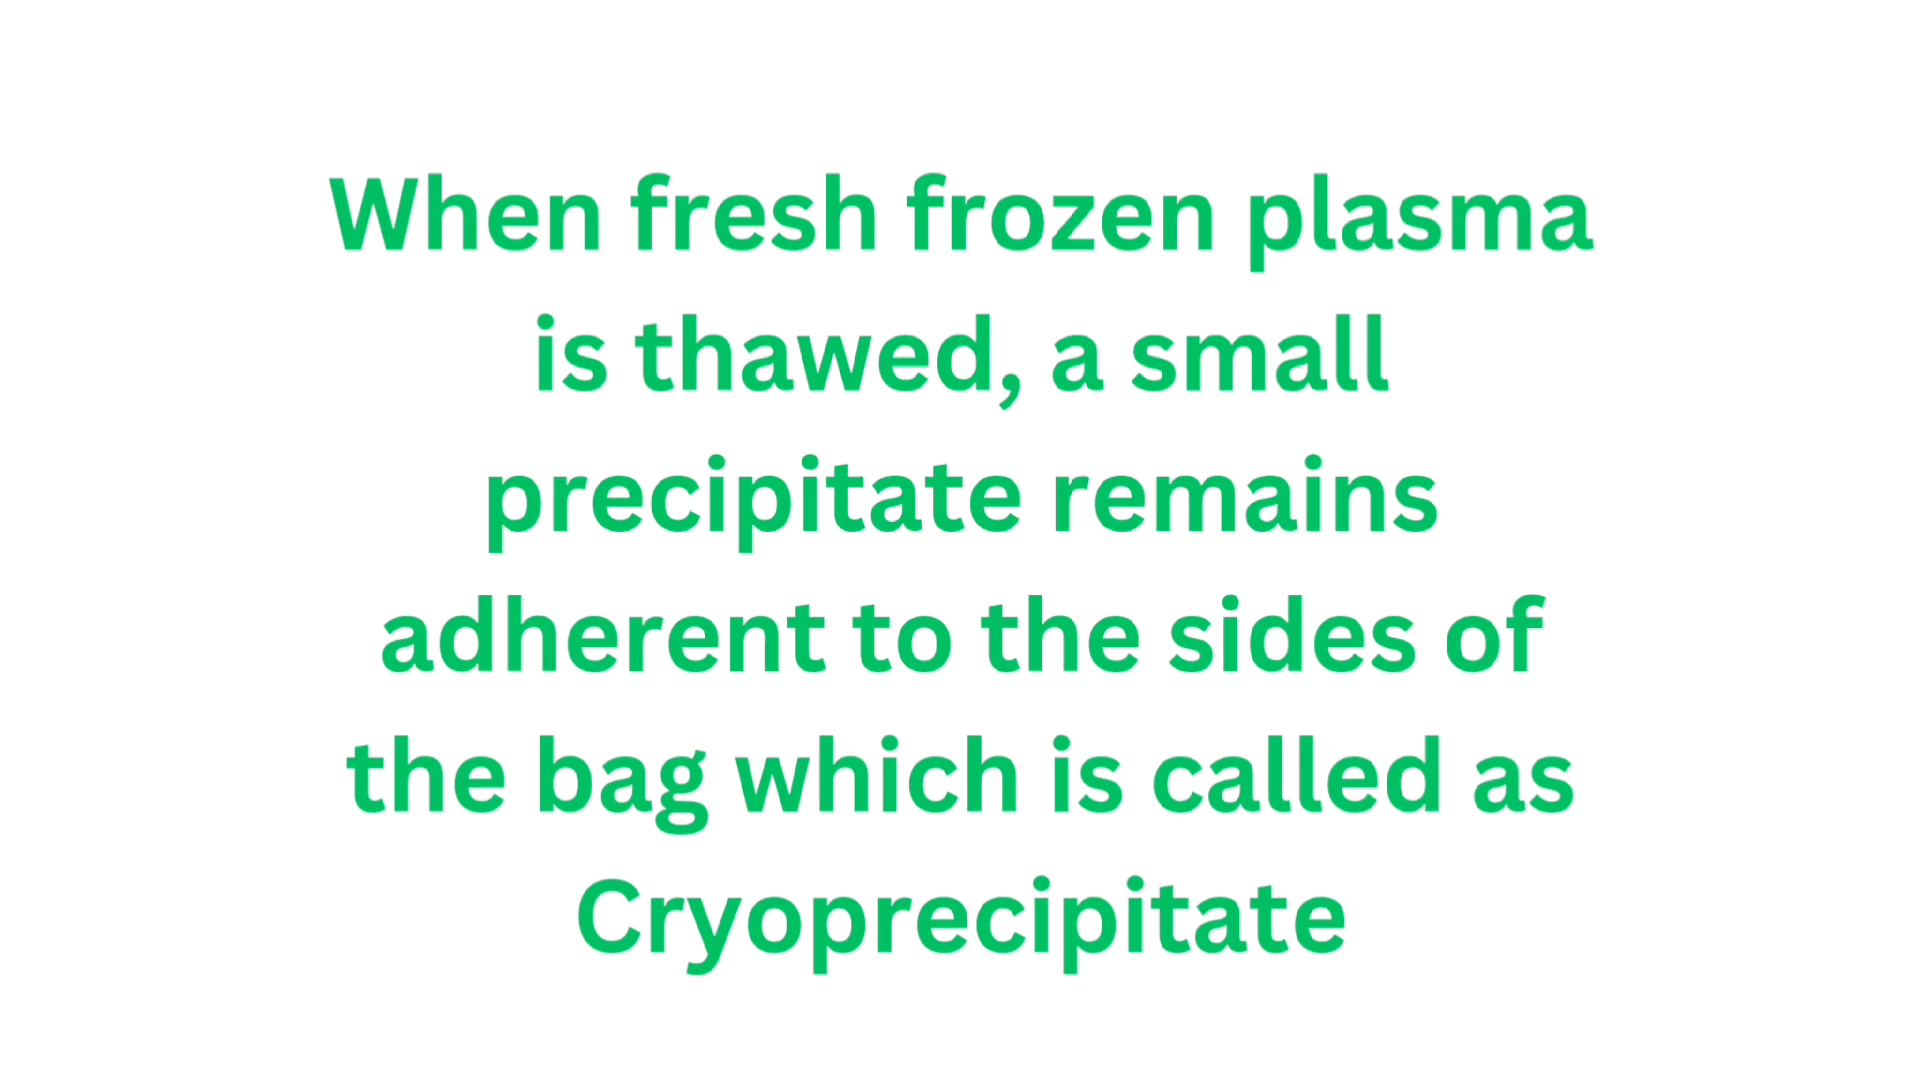 When fresh frozen plasma
is thawed, a small
precipitate remains
adherent to the sides of
the bag which is called as
Cryoprecipitate